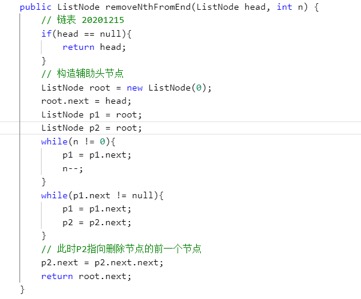 public ListNode removeNthFromEnd(ListNode head, int n) {
// 链表 20201215
if(head == null){
return head;
}
// 构造辅助头节点
ListNode root = new ListNode(0);
root.next = head;
ListNode p1 = root;
ListNode p2 = root;
while(n != 0){
p1 = p1.next;
n--;
}
while(p1.next != null){
p1 = p1.next;
p2 = p2.next;
}
// 此时P2指向删除节点的前一个节点
p2.next = p2.next.next;
return root.next;
}